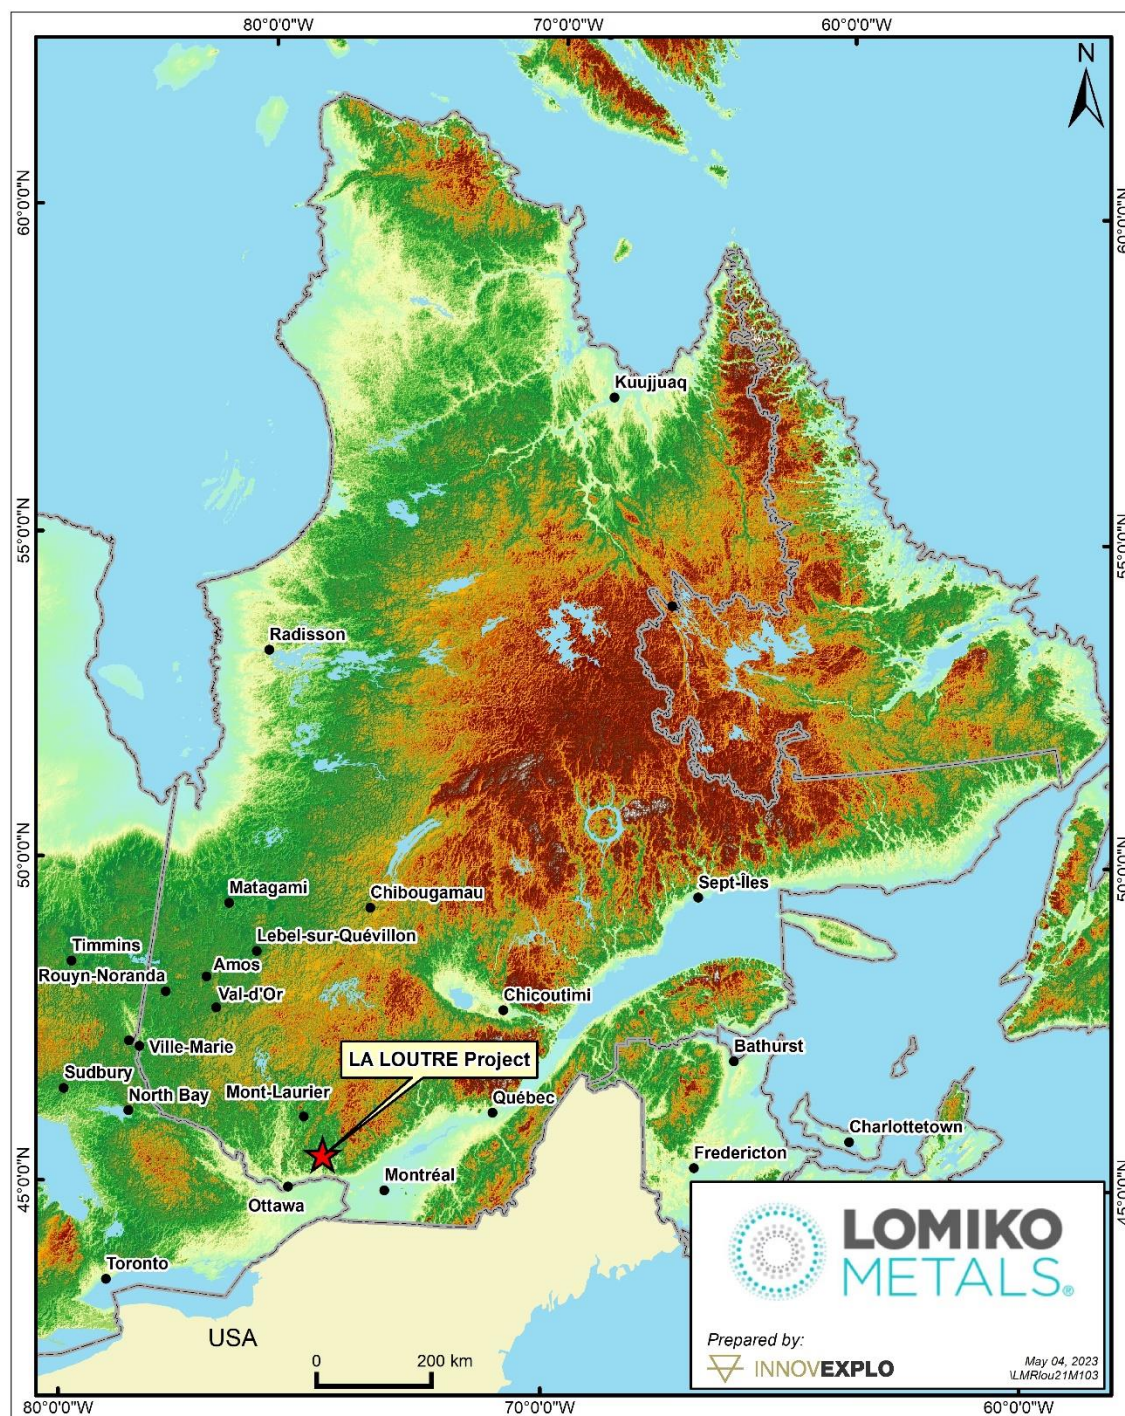 80°0'0"W
70°0'0"W
60°0'0"W
N
60°0'0"N
60°0'0"N
Kuujjuaq
55°0'0"N
55°0'0"N
Radisson
50°0'0"N
50°0'0"N
Matagami
Chibougamau
Sept-Îles
Timmins
Lebel-sur-Quévillon
Rouyn-Noranda
Amos
Val-d'Or
Chicoutimi
Ville-Marie
LA LOUTRE Project
Bathurst
Sudbury
North Bay
Mont-Laurier
Québec
Charlottetown
Fredericton
45°0'0"N
45°0'0"N
Montréal
Ottawa
Toronto
USA
0
200 km
LOMIKO
METALS®
Prepared by:
INNOVEXPLO
May 04, 2023
\LMRlou21M103
80°0'0"W
70°0'0"W
60°0'0"W